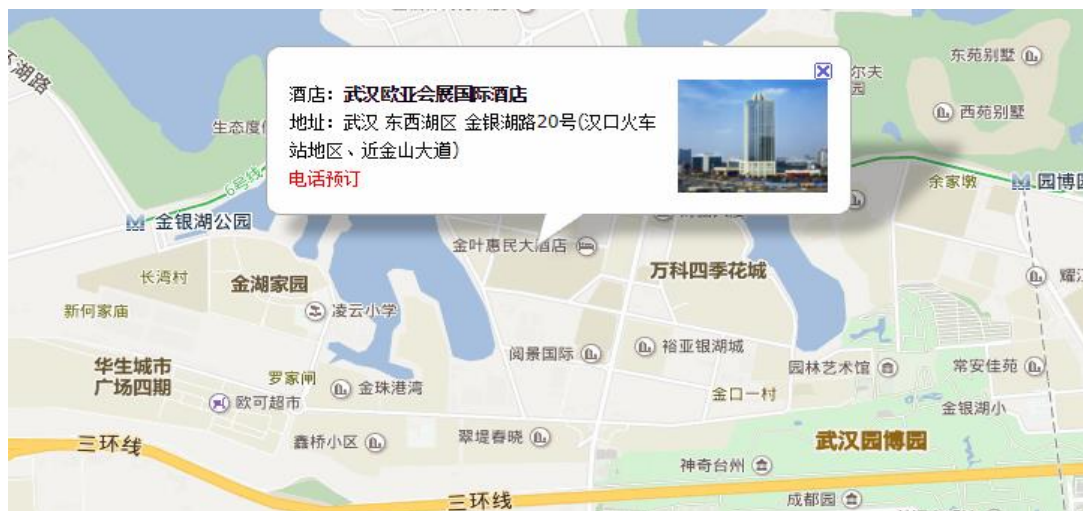 东苑别墅
湖路
尔夫
园
酒店：武汉欧亚会展国际酒店
西苑别墅
地址：武汉 东西湖区 金银湖路20号(汉口火车
站地区、近金山大道)
生态度
电话预订
6号线
余家墩
园博
金银湖公园
金叶惠民大酒店
万科四季花城
长湾村
金湖家园
耀江
新何家庙
凌云小学
阅景国际
裕亚银湖城
华生城市
广场四期
园林艺术馆
常安佳苑
罗家闸
金珠港湾
欧可超市
金口一村
金银湖小
三环线
鑫桥小区
翠堤春晓
武汉园博园
神奇台州
三环线
成都园